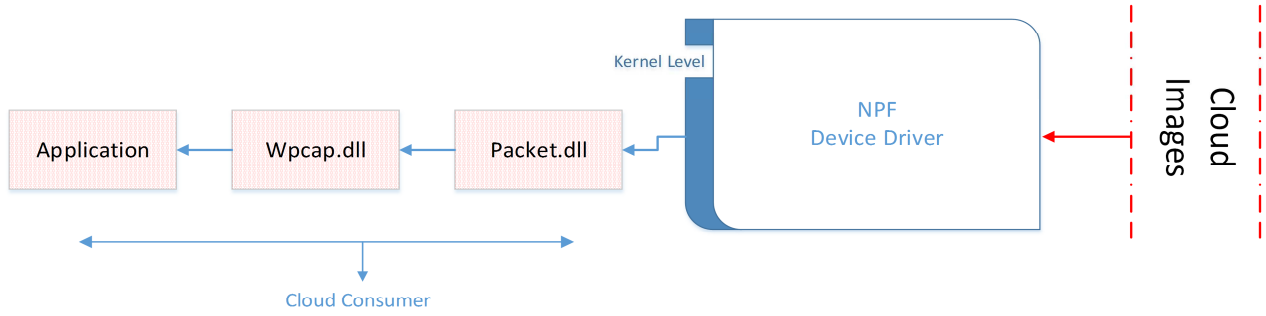 Kernel Level
NPF
Device Driver
Cloud
Images
Application
Wpcap.dll
Packet.dll
Cloud Consumer